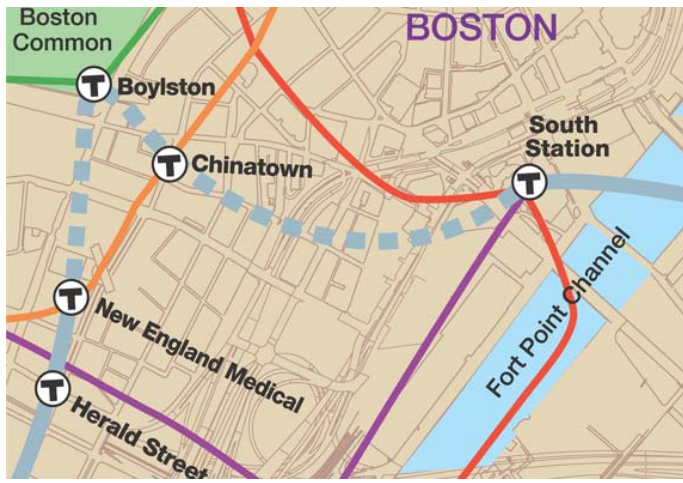 Boston
Common
BOSTON
T Boylston
South
Station
T
T Chinatown
Fort Point Channel
T New England Medical
T Herald Street